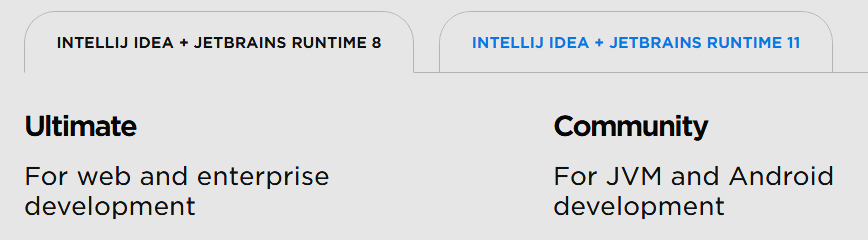 INTELLIJ IDEA + JETBRAINS RUNTIME 8
INTELLIJ IDEA + JETBRAINS RUNTIME 11
Ultimate
For web and enterprise
development
Community
For JVM and Android
development